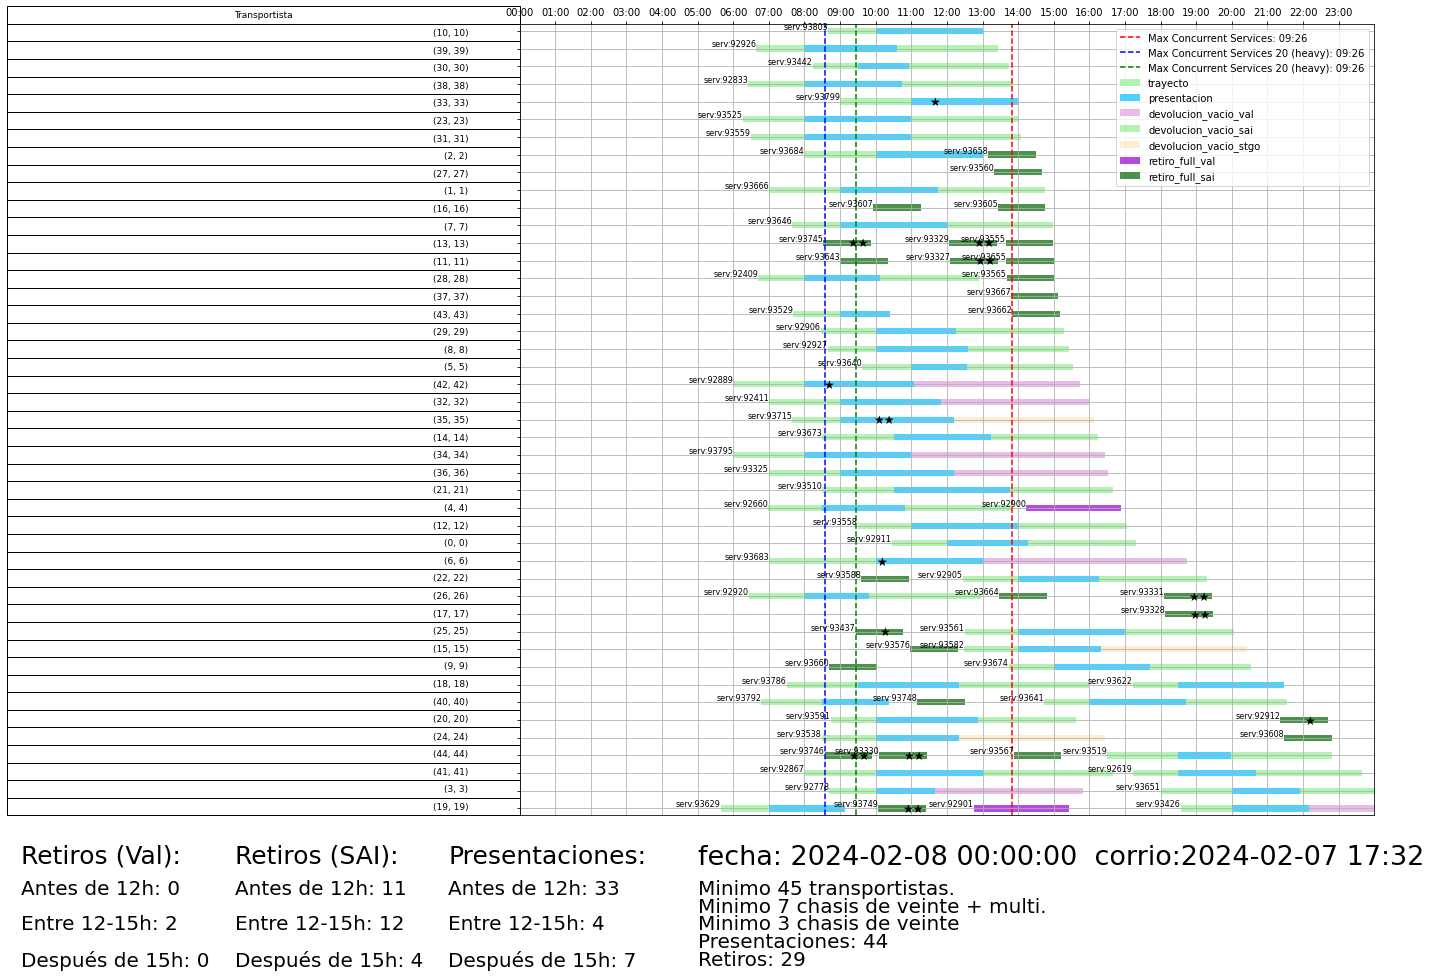 Transportista
00:00 01:00 02:00 03:00 04:00 05:00 06:00 07:00 08:00 09:00 10:00 11:00 12:00 13:00 14:00 15:00 16:00 17:00 18:00 19:00 20:00 21:00 22:00 23:00
Max Concurrent Services: 09:26
Max Concurrent Services 20 (heavy): 09:26
Max Concurrent Services 20 (heavy): 09:26
trayecto
presentacion
devolucion_vacio_val
devolucion_vacio_sai
devolucion_vacio_stgo
retiro_full_val
retiro_full_sai
(10, 10) serv:93803
(39, 39) serv:92926
(30, 30) serv:93442
(38, 38) serv:92833
(33, 33) serv:93799
(23, 23) serv:93525
(31, 31) serv:93559
(2, 2) serv:93684 serv:93658
(27, 27) serv:93560
(1, 1) serv:93666
(16, 16) serv:93607 serv:93605
(7, 7) serv:93646
(13, 13) serv:93745 serv:93329 serv:93555
(11, 11) serv:93643 serv:93327 serv:93655
(28, 28) serv:92409 serv:93565
(37, 37) serv:93667
(43, 43) serv:93529 serv:93662
(29, 29) serv:92906
(8, 8) serv:92927
(5, 5) serv:93640
(42, 42) serv:92889
(32, 32) serv:92411
(35, 35) serv:93715
(14, 14) serv:93673
(34, 34) serv:93795
(36, 36) serv:93325
(21, 21) serv:93510
(4, 4) serv:92660 serv:92900
(12, 12) serv:93558
(0, 0) serv:92911
(6, 6) serv:93683
(22, 22) serv:93588 serv:92905
(26, 26) serv:92920 serv:93664 serv:93331
(17, 17) serv:93328
(25, 25) serv:93437 serv:93561
(15, 15) serv:93576 serv:93582
(9, 9) serv:93660 serv:93674
(18, 18) serv:93786 serv:93622
(40, 40) serv:93792 serv:93748 serv:93641
(20, 20) serv:93591 serv:92912
(24, 24) serv:93538 serv:93608
(44, 44) serv:93746 serv:93330 serv:93567 serv:93519
(41, 41) serv:92867 serv:92619
(3, 3) serv:92778 serv:93651
(19, 19) serv:93629 serv:93749 serv:92901 serv:93426
Retiros (Val):
Antes de 12h: 0
Entre 12-15h: 2
Después de 15h: 0
Retiros (SAI):
Antes de 12h: 11
Entre 12-15h: 12
Después de 15h: 4
Presentaciones:
Antes de 12h: 33
Entre 12-15h: 4
Después de 15h: 7
fecha: 2024-02-08 00:00:00 corrio:2024-02-07 17:32
Minimo 45 transportistas.
Minimo 7 chasis de veinte + multi.
Minimo 3 chasis de veinte
Presentaciones: 44
Retiros: 29